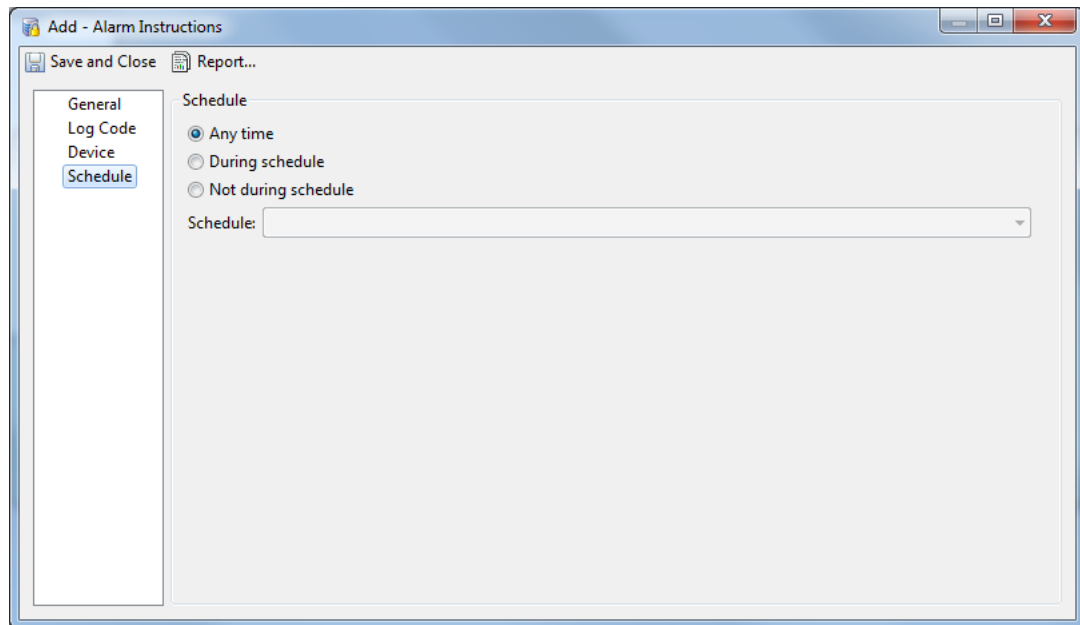 Add - Alarm Instructions
Save and Close Report...
General
Log Code
Device
Schedule
Schedule
Any time
During schedule
Not during schedule
Schedule: